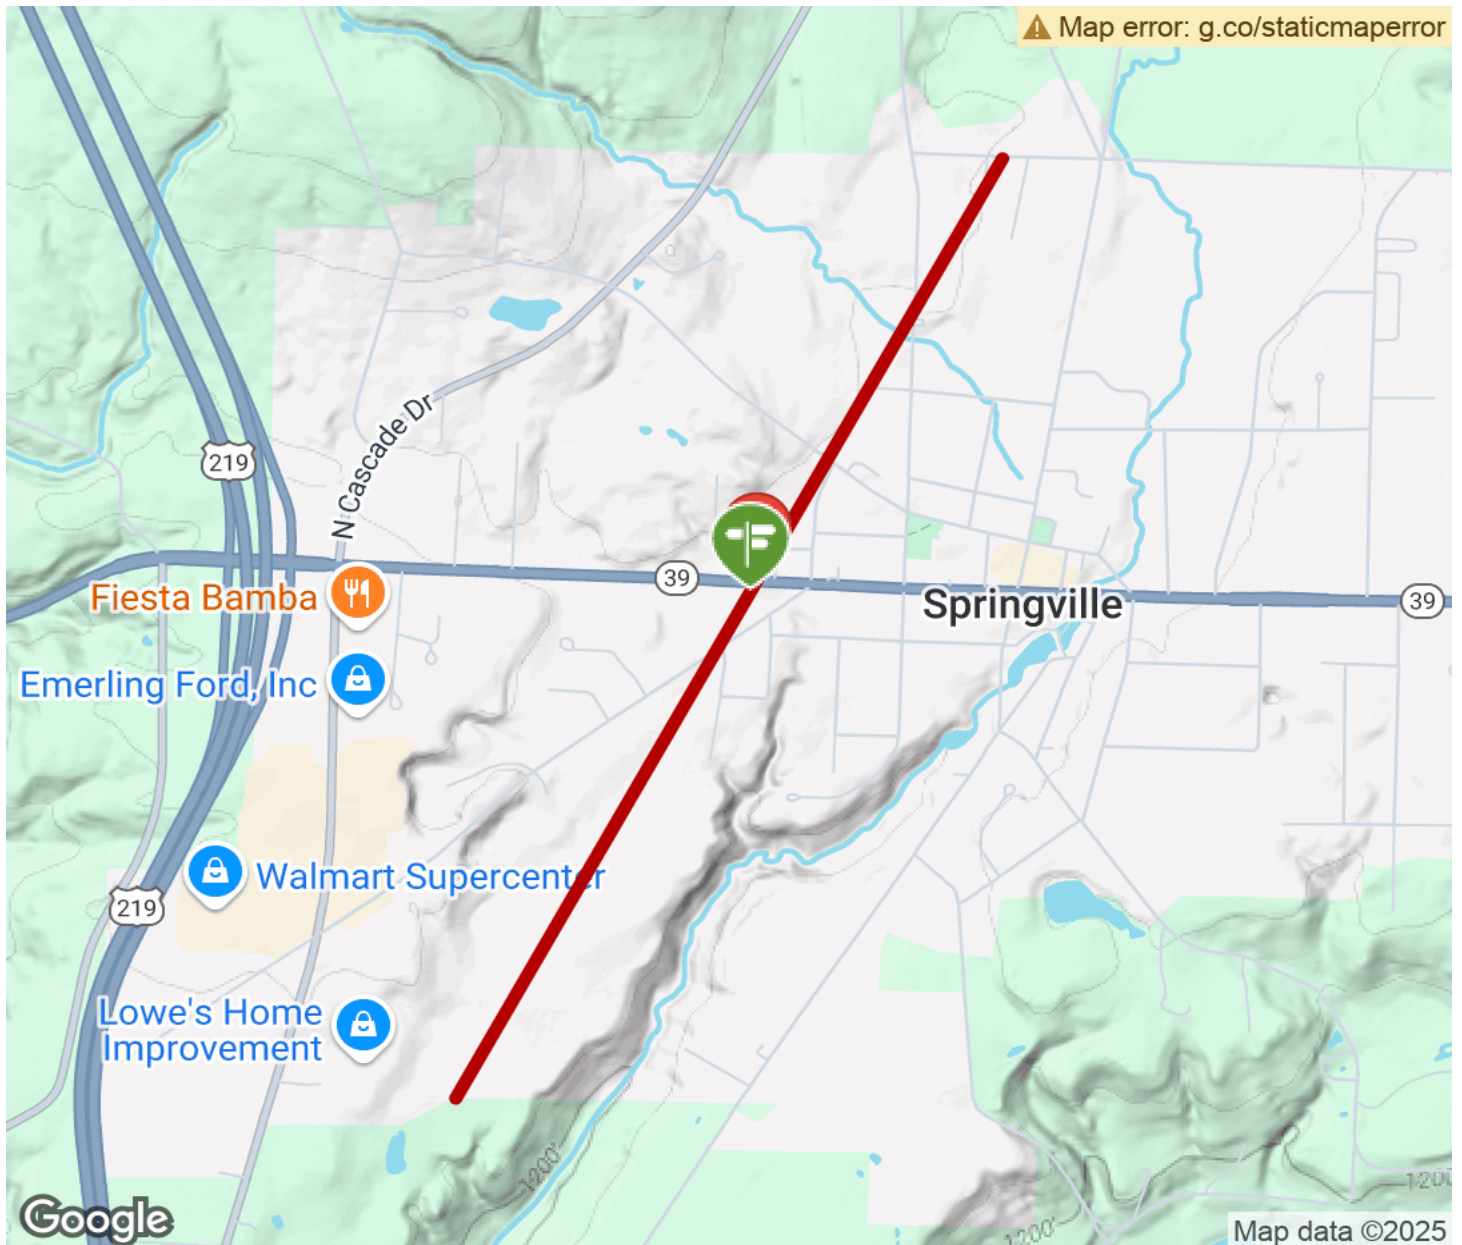 Map error: g.co/staticmaperror
N Cascade Dr
219
39
Fiesta Bamba
Springville
39
Emerling Ford, Inc
Walmart Supercenter
219
Lowe's Home
Improvement
1200'
1200'
1200'
Google
Map data ©2025